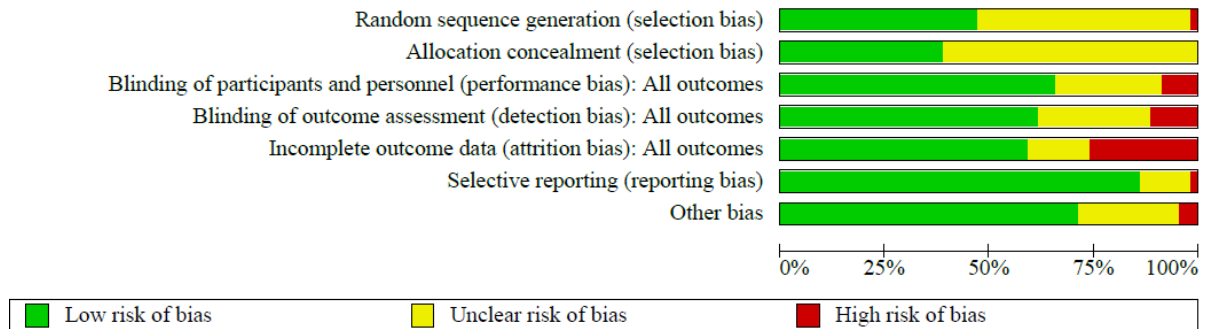 Random sequence generation (selection bias)
Allocation concealment (selection bias)
Blinding of participants and personnel (performance bias): All outcomes
Blinding of outcome assessment (detection bias): All outcomes
Incomplete outcome data (attrition bias): All outcomes
Selective reporting (reporting bias)
Other bias
0% 25% 50% 75% 100%
Low risk of bias Unclear risk of bias High risk of bias